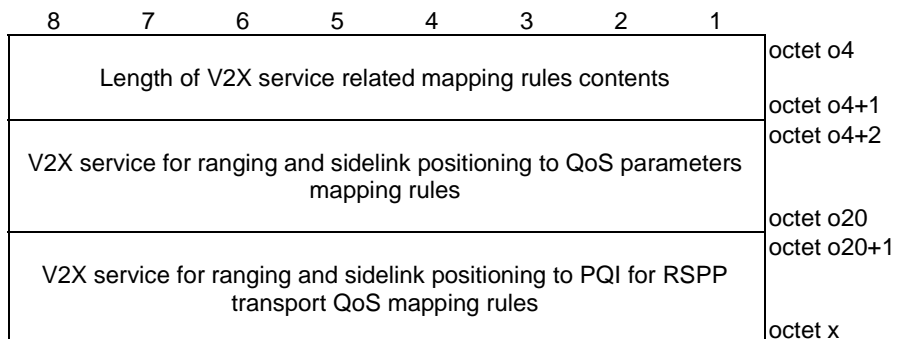 8 7 6 5 4 3 2 1
octet o4
Length of V2X service related mapping rules contents
octet o4+1
octet o4+2
V2X service for ranging and sidelink positioning to QoS parameters
mapping rules
octet o20
octet o20+1
V2X service for ranging and sidelink positioning to PQI for RSPP
transport QoS mapping rules
octet x